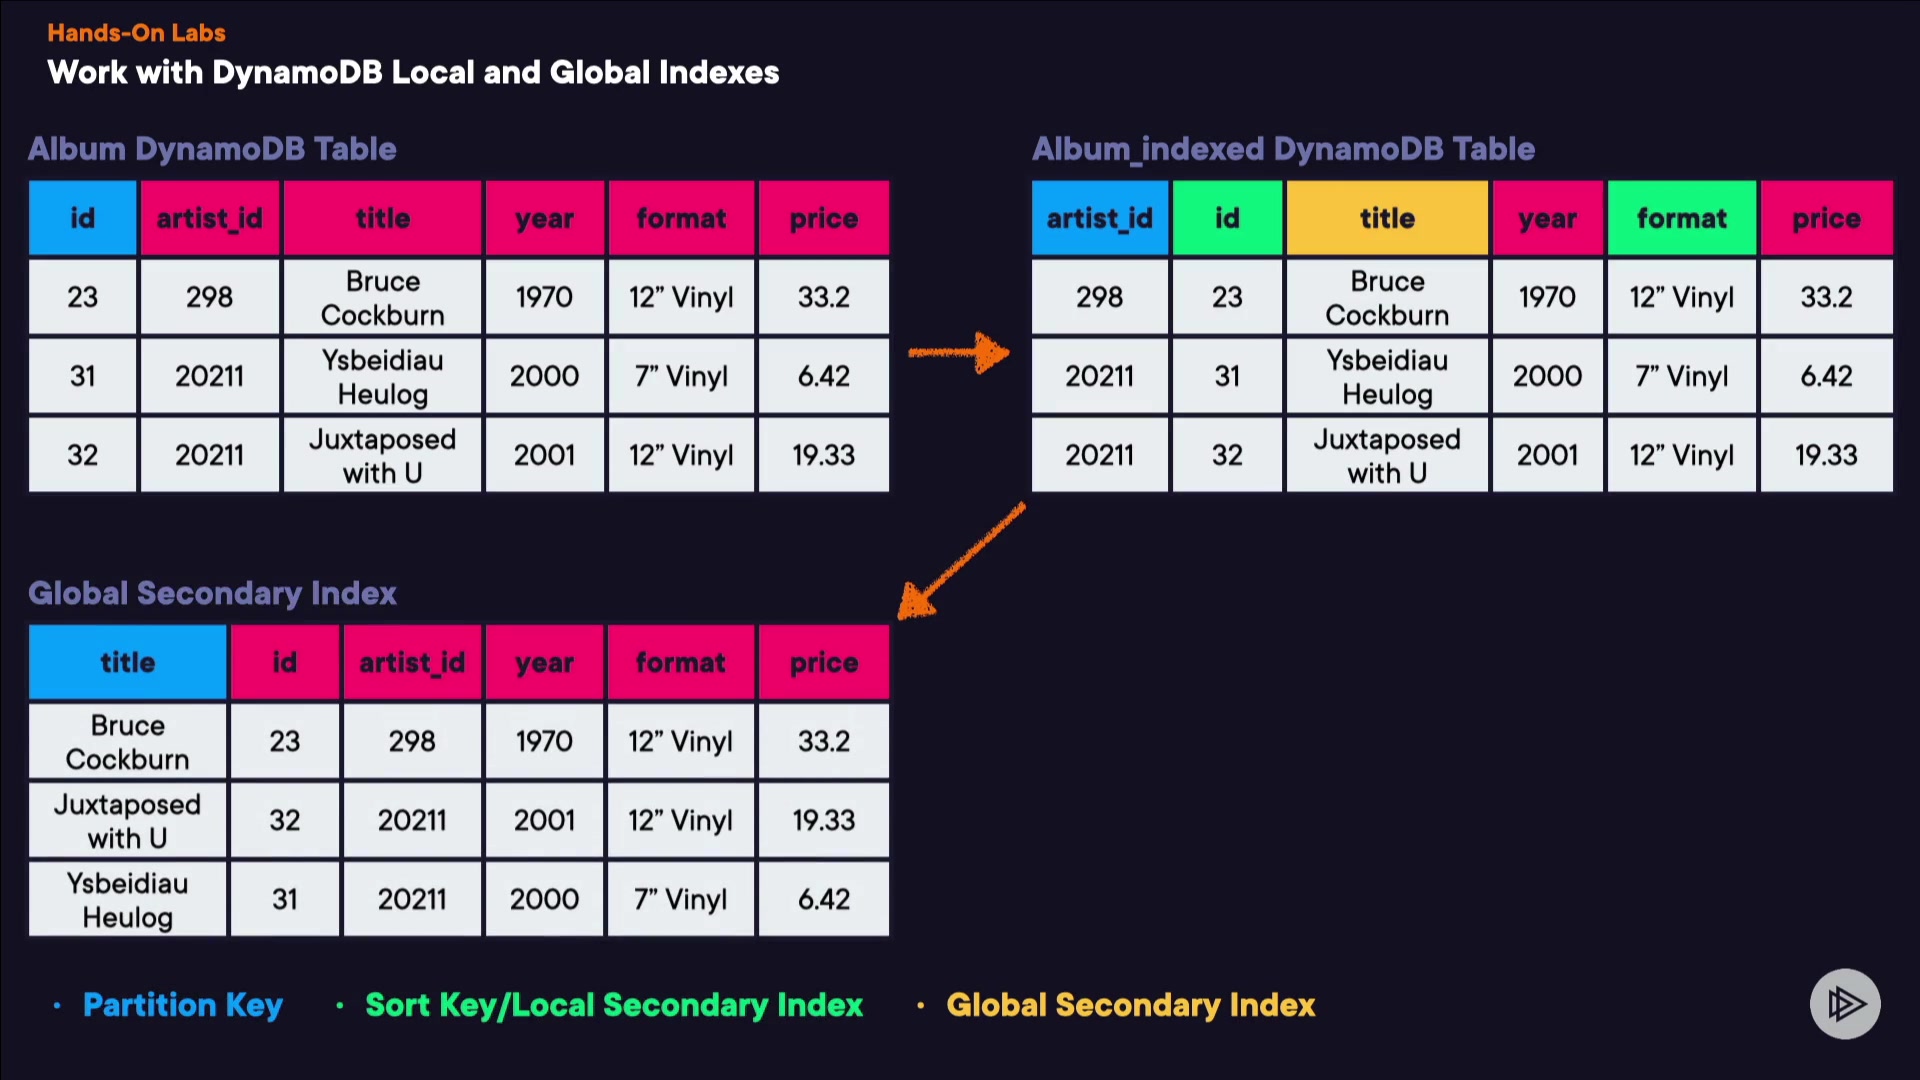 Hands-On Labs
Work with DynamoDB Local and Global Indexes
Album DynamoDB Table
id artist_id title year format price
23 298 Bruce Cockburn 1970 12” Vinyl 33.2
31 20211 Ysbeidiau Heulog 2000 7” Vinyl 6.42
32 20211 Juxtaposed with U 2001 12” Vinyl 19.33
Album_indexed DynamoDB Table
artist_id id title year format price
298 23 Bruce Cockburn 1970 12” Vinyl 33.2
20211 31 Ysbeidiau Heulog 2000 7” Vinyl 6.42
20211 32 Juxtaposed with U 2001 12” Vinyl 19.33
Global Secondary Index
title id artist_id year format price
Bruce Cockburn 23 298 1970 12” Vinyl 33.2
Juxtaposed with U 32 20211 2001 12” Vinyl 19.33
Ysbeidiau Heulog 31 20211 2000 7” Vinyl 6.42
• Partition Key • Sort Key/Local Secondary Index • Global Secondary Index